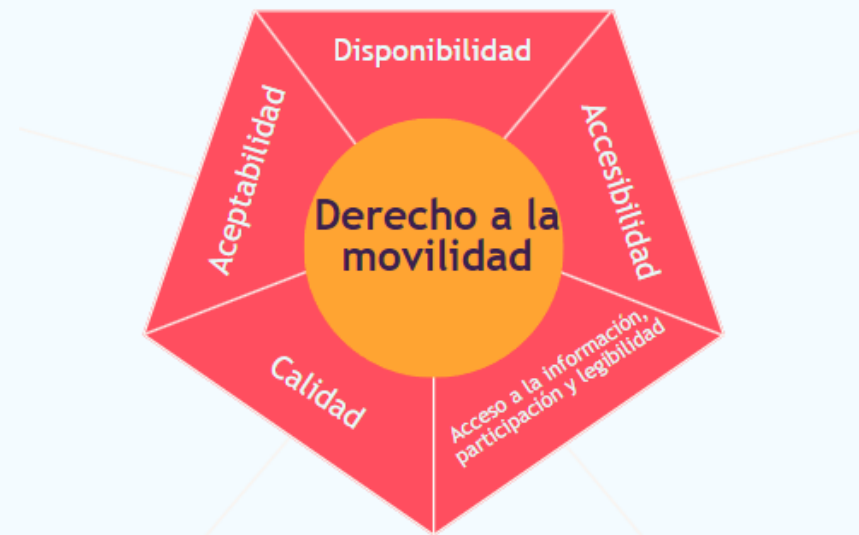 Disponibilidad
Aceptabilidad
Accesibilidad
Derecho a la
movilidad
Calidad
Acceso a la información,
participación y legibilidad